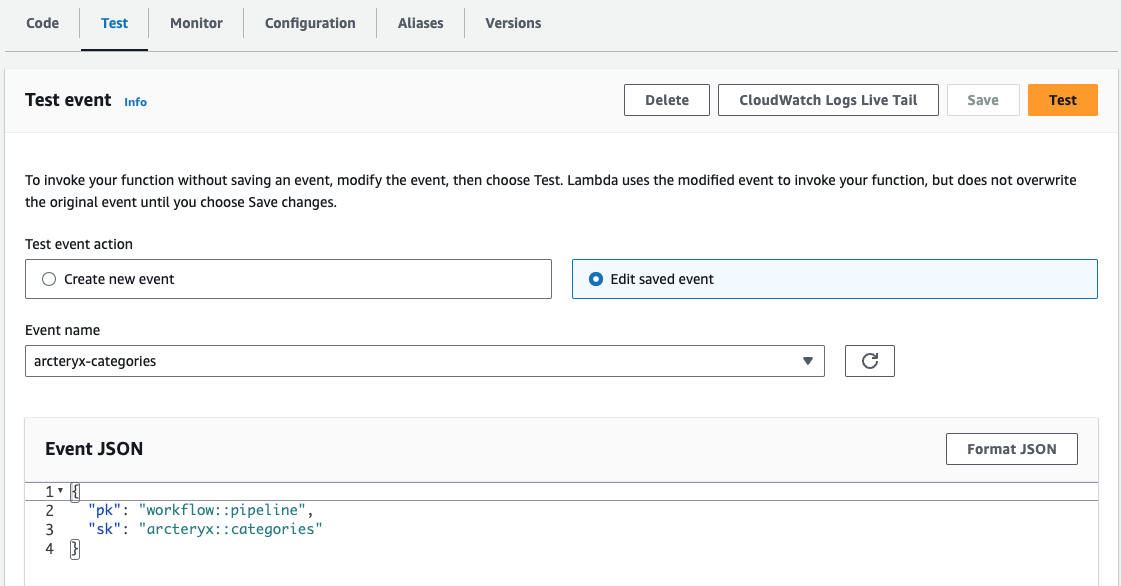 Code Test Monitor Configuration Aliases Versions
Test event Info Delete CloudWatch Logs Live Tail Save Test
To invoke your function without saving an event, modify the event, then choose Test. Lambda uses the modified event to invoke your function, but does not overwrite
the original event until you choose Save changes.
Test event action
Create new event Edit saved event
Event name
arcteryx-categories
Event JSON Format JSON
1 {
2 "pk": "workflow::pipeline",
3 "sk": "arcteryx::categories"
4 }